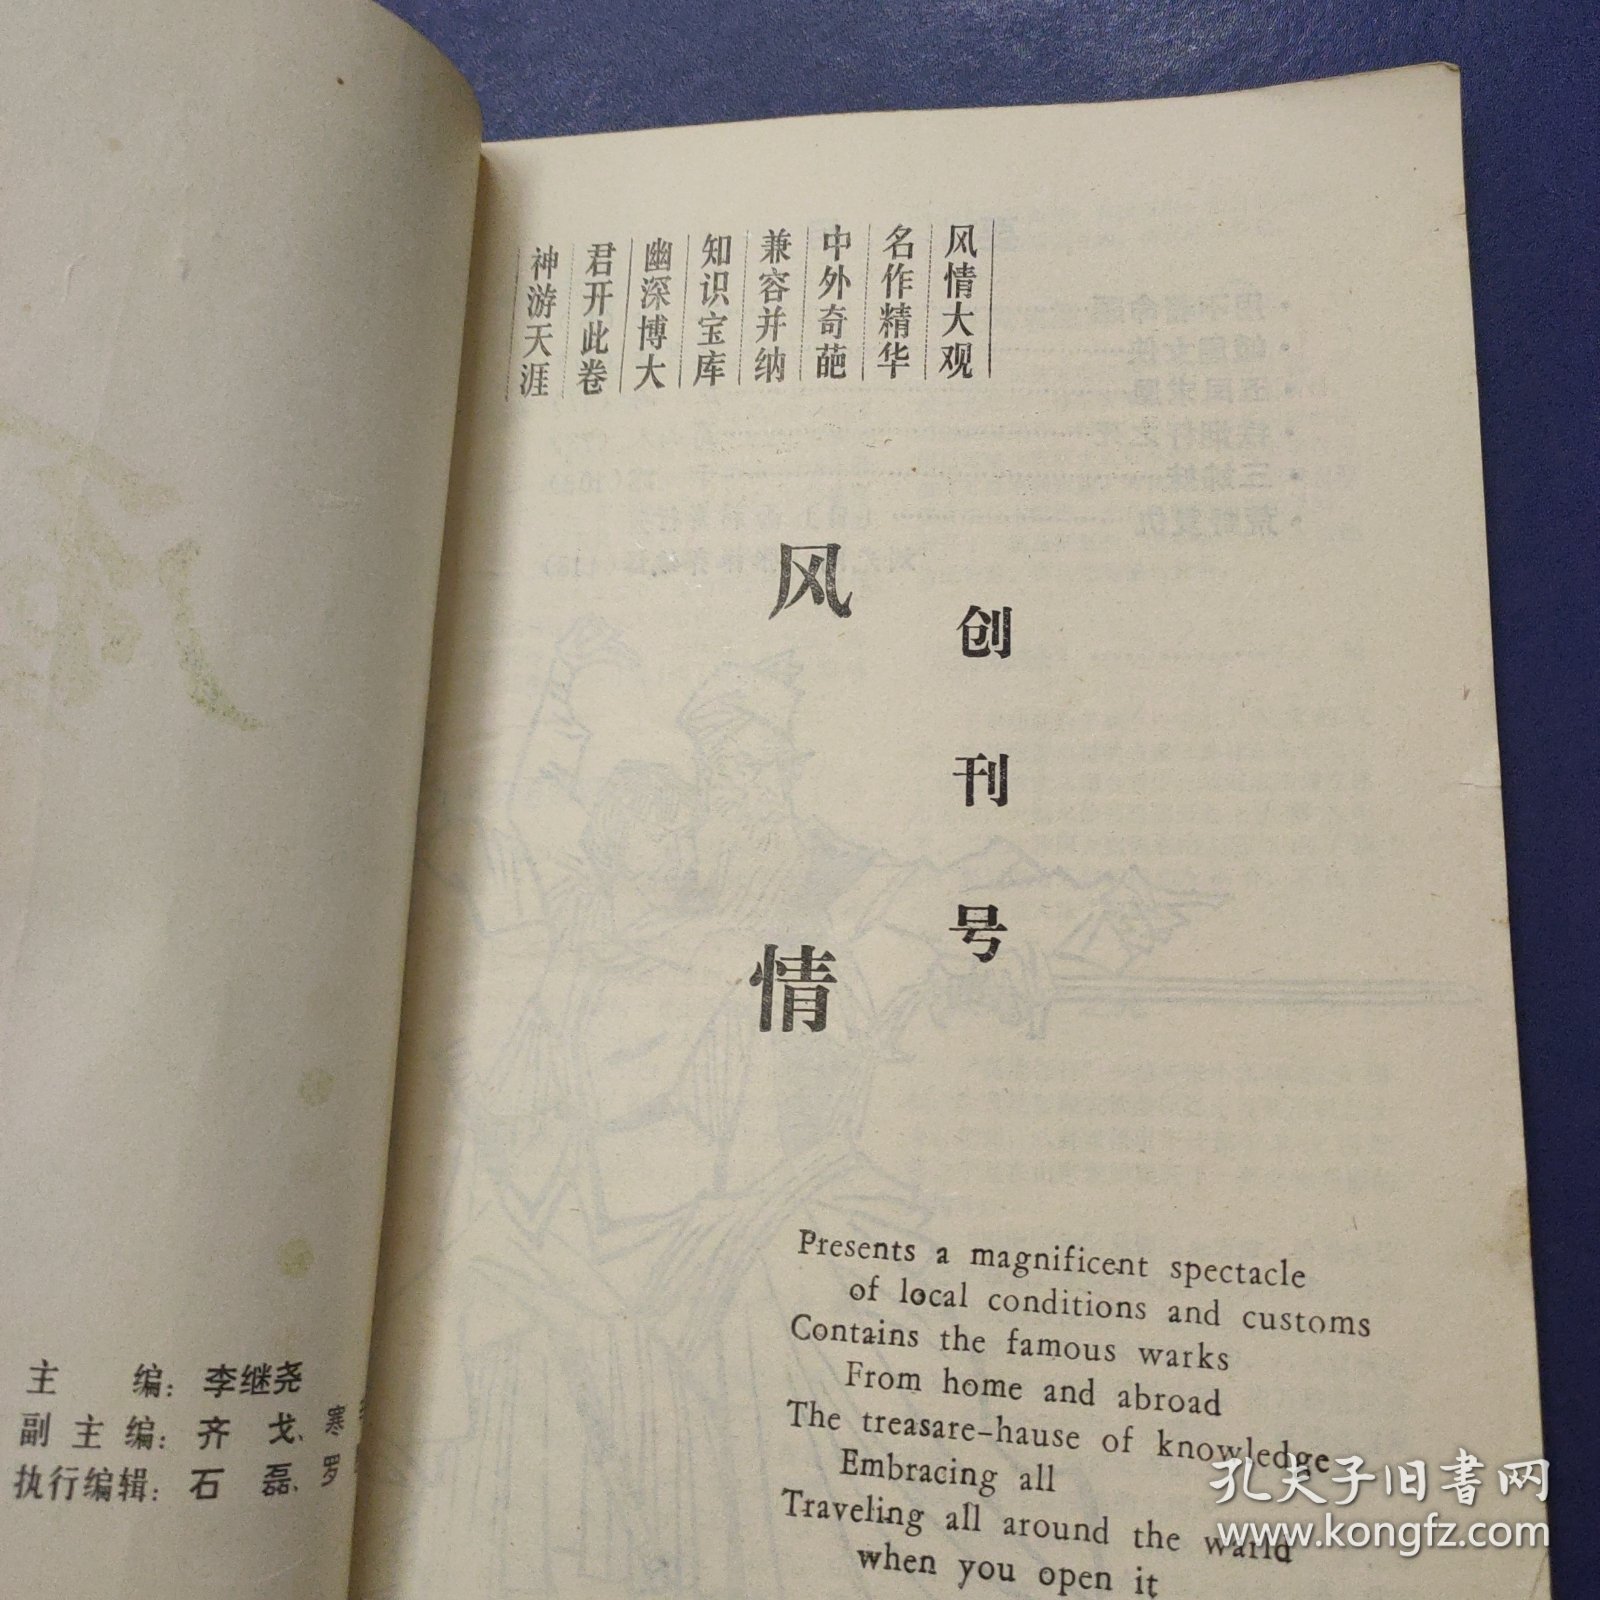 主编：李继尧
副主编：齐戈、寒
执行编辑：石磊、罗
风情大观
名作精华
中外奇葩
兼容并纳
知识宝库
幽深博大
君开此卷
神游天涯
创刊号
风情
Presents a magnificent spectacle
of local conditions and customs
Contains the famous warks
From home and abroad
The treasare-hause of knowledge
Embracing all
Traveling all around the warld
when you open it
孔夫子旧书网
www.kongfz.com